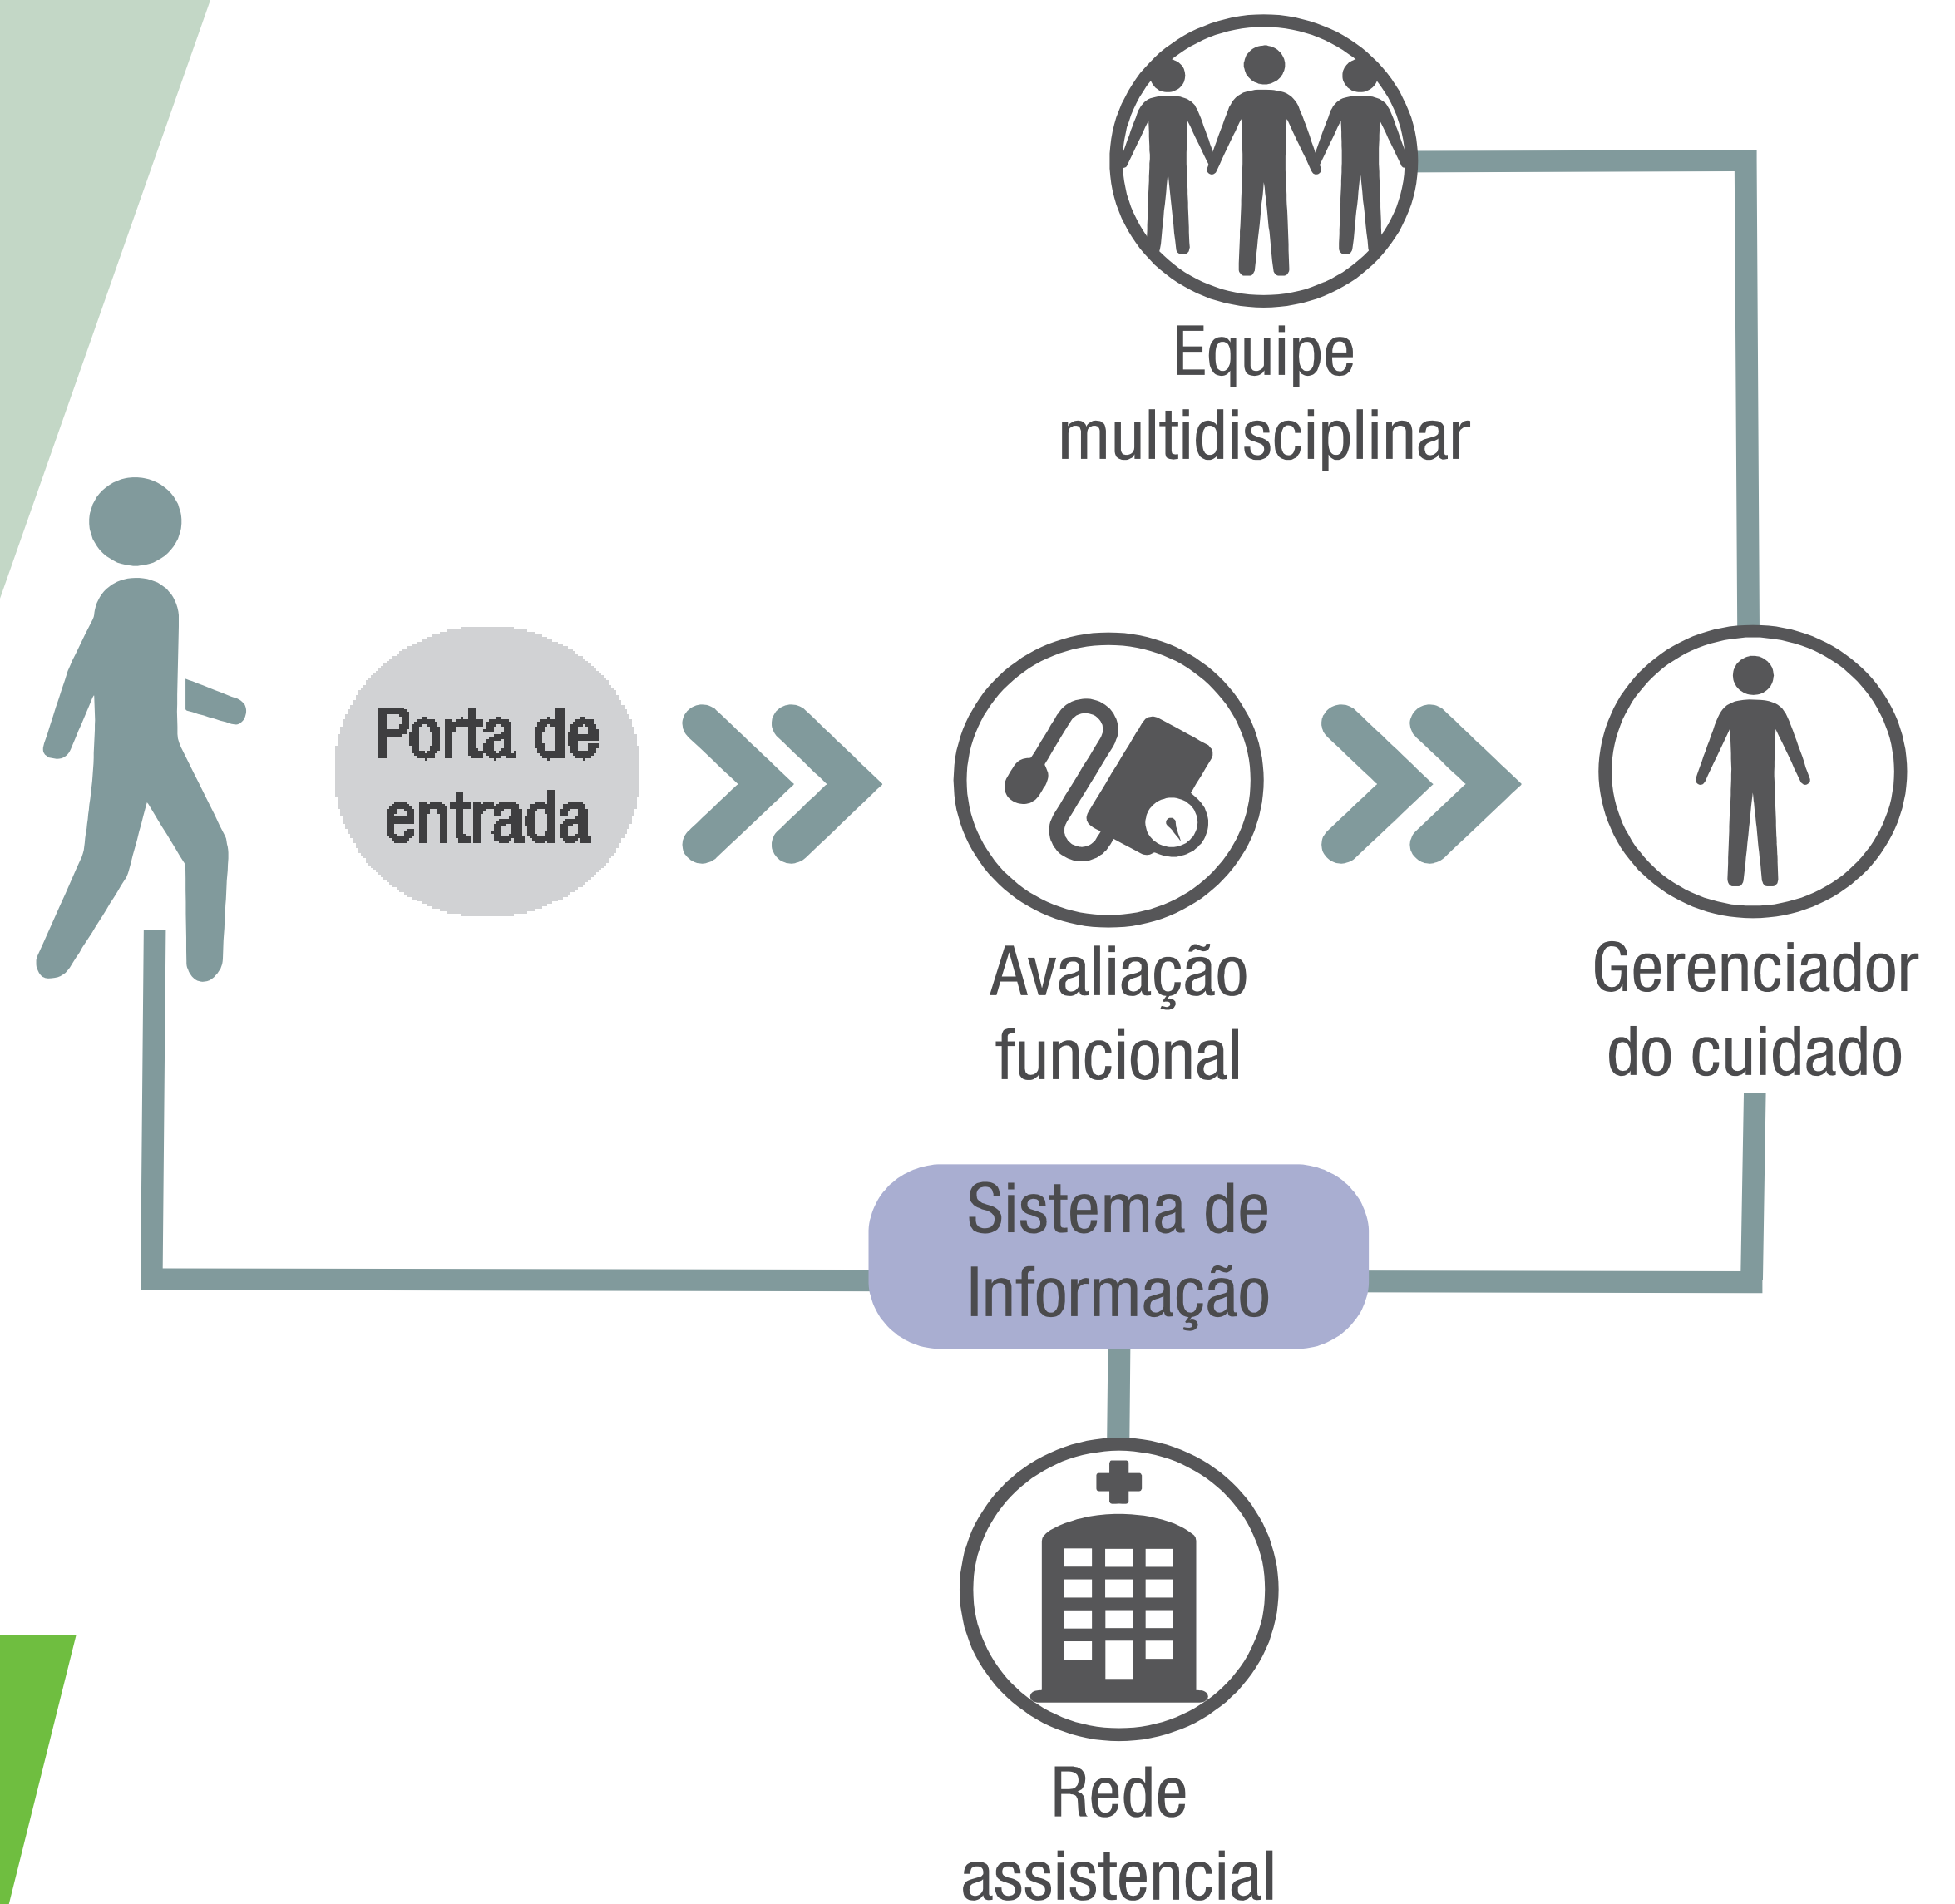 Equipe
multidisciplinar
Porta de
entrada
Avaliação
funcional
Gerenciador
do cuidado
Sistema de
Informação
Rede
assistencial